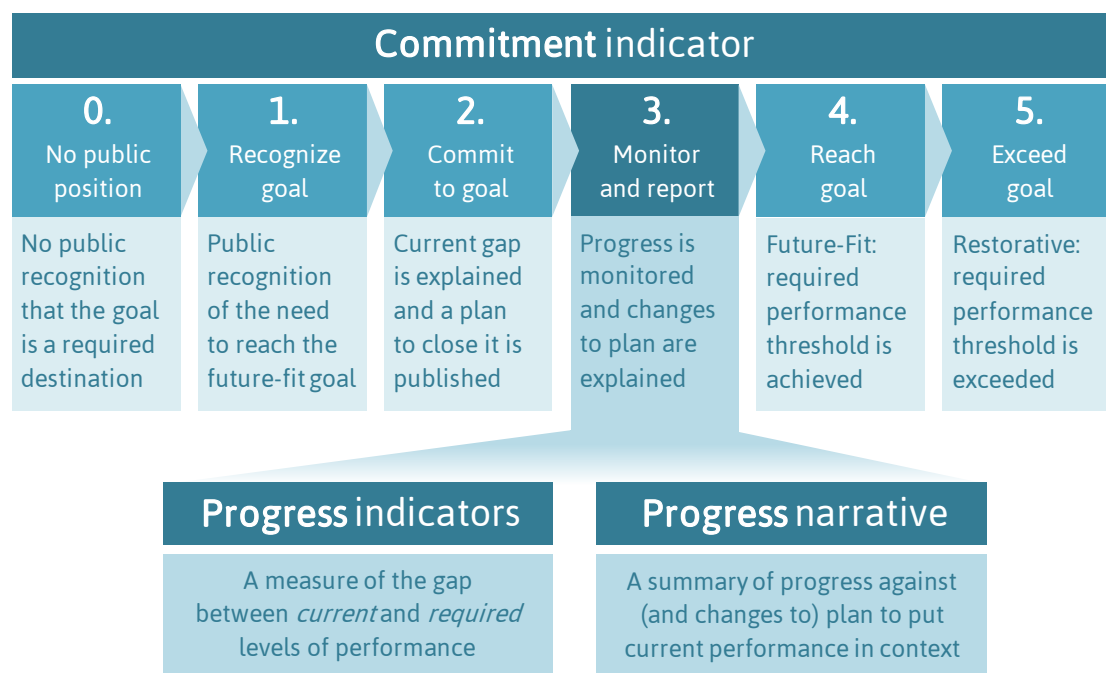 Commitment indicator
0.
No public
position
No public
recognition
that the goal
is a required
destination
1.
Recognize
goal
Public
recognition
of the need
to reach the
future-fit goal
2.
Commit
to goal
Current gap
is explained
and a plan
to close it is
published
3.
Monitor
and report
Progress is
monitored
and changes
to plan are
explained
4.
Reach
goal
Future-Fit:
required
performance
threshold is
achieved
5.
Exceed
goal
Restorative:
required
performance
threshold is
exceeded
Progress indicators
A measure of the gap
between current and required
levels of performance
Progress narrative
A summary of progress against
(and changes to) plan to put
current performance in context